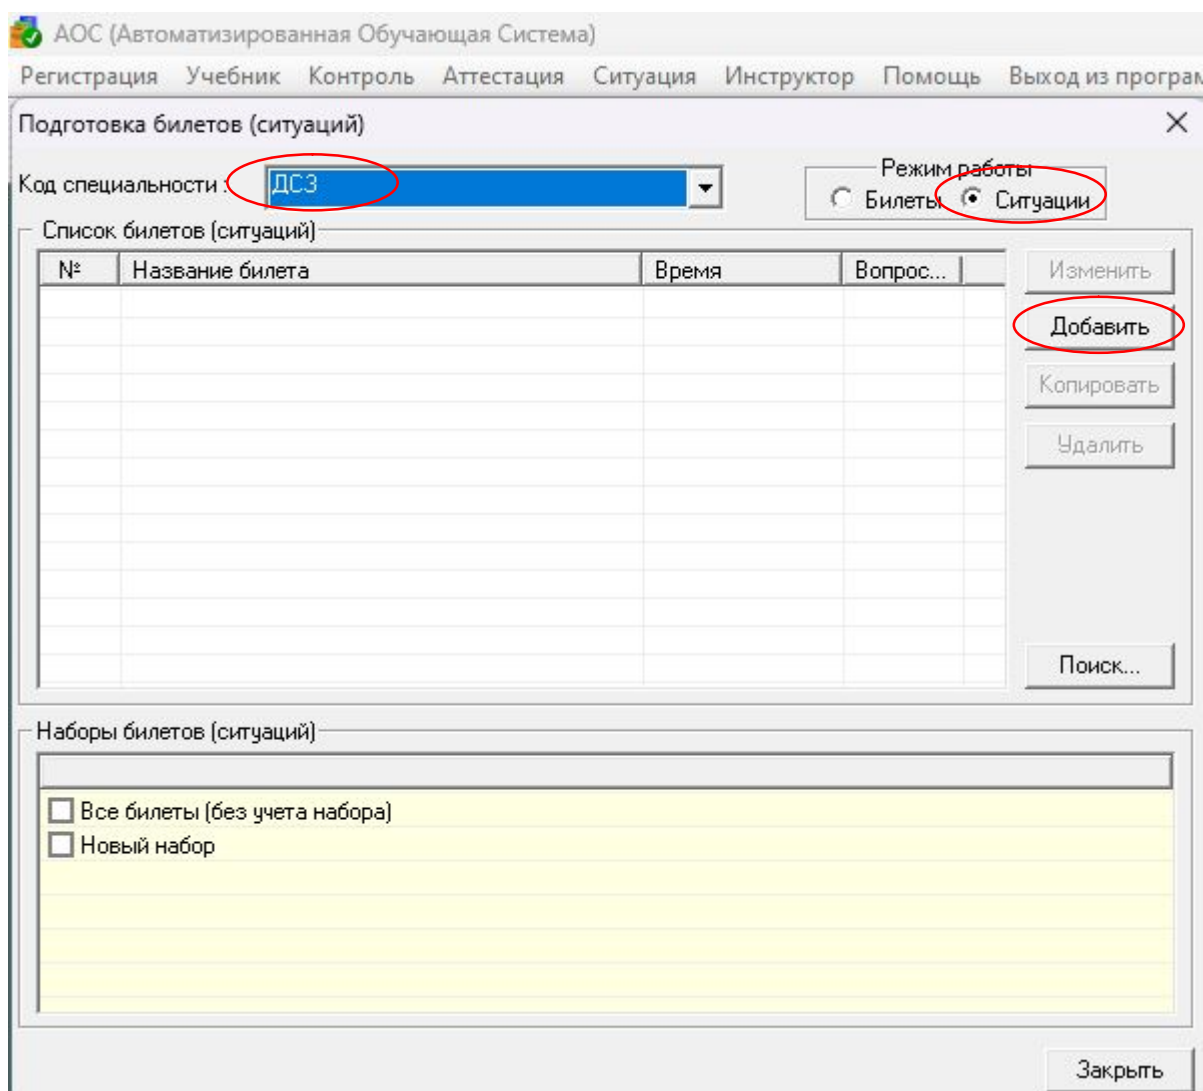 АОС (Автоматизированная Обучающая Система)
Регистрация Учебник Контроль Аттестация Ситуация Инструктор Помощь Выход из програм
Подготовка билетов (ситуаций)
Код специальности : ДСЗ
Режим работы
Билеты Ситуации
Список билетов (ситуаций)
№ Название билета Время Вопрос...
Изменить
Добавить
Копировать
Удалить
Поиск...
Наборы билетов (ситуаций)
Все билеты (без учета набора)
Новый набор
Закрыть